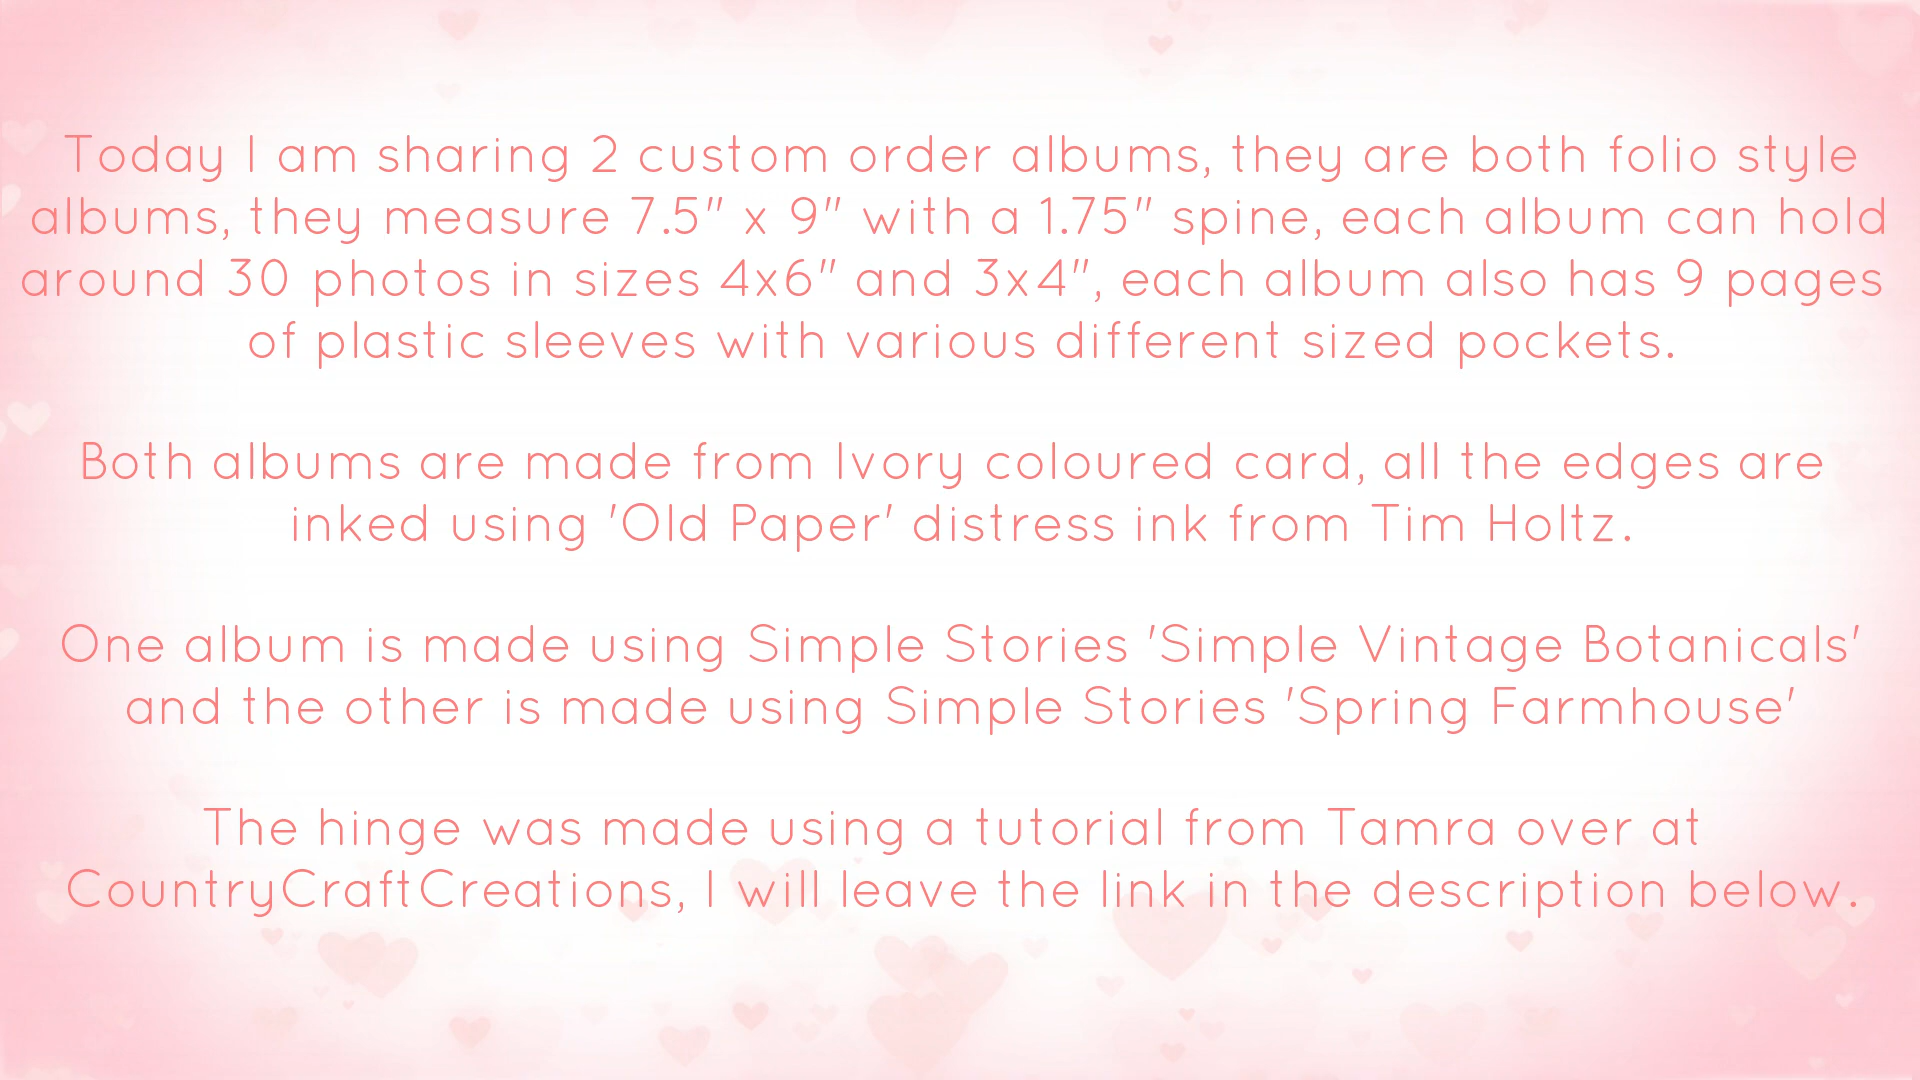 Today I am sharing 2 custom order albums, they are both folio style
albums, they measure 7.5" x 9" with a 1.75" spine, each album can hold
around 30 photos in sizes 4x6" and 3x4", each album also has 9 pages
of plastic sleeves with various different sized pockets.
Both albums are made from Ivory coloured card, all the edges are
inked using 'Old Paper' distress ink from Tim Holtz.
One album is made using Simple Stories 'Simple Vintage Botanicals'
and the other is made using Simple Stories 'Spring Farmhouse'
The hinge was made using a tutorial from Tamra over at
CountryCraftCreations, I will leave the link in the description below.